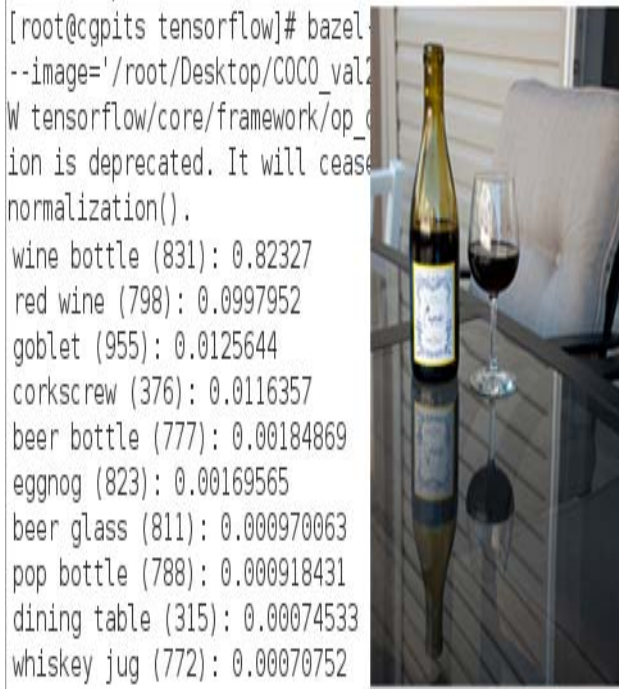 [root@cgpits tensorflow]# bazel-
--image='/root/Desktop/COCO_val2
W tensorflow/core/framework/op_
ion is deprecated. It will cease
normalization().
wine bottle (831): 0.82327
red wine (798): 0.0997952
goblet (955): 0.0125644
corkscrew (376): 0.0116357
beer bottle (777): 0.00184869
eggnog (823): 0.00169565
beer glass (811): 0.000970063
pop bottle (788): 0.000918431
dining table (315): 0.00074533
whiskey jug (772): 0.00070752